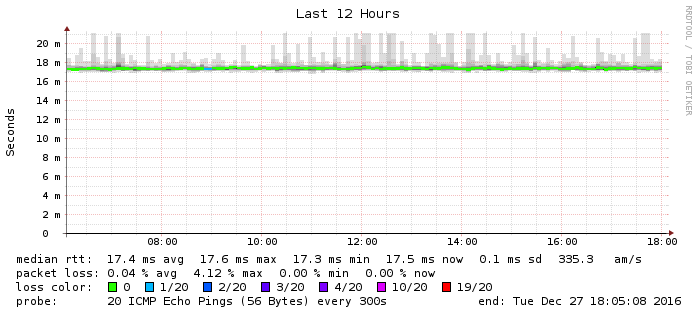 Last 12 Hours
RRDTOOL / TOBI OETIKER
Seconds
20 m
18 m
16 m
14 m
12 m
10 m
8 m
6 m
4 m
2 m
0
08:00 10:00 12:00 14:00 16:00 18:00
median rtt: 17.4 ms avg 17.6 ms max 17.3 ms min 17.5 ms now 0.1 ms sd 335.3 am/s
packet loss: 0.04 % avg 4.12 % max 0.00 % min 0.00 % now
loss color: 0 1/20 2/20 3/20 4/20 10/20 19/20
probe: 20 ICMP Echo Pings (56 Bytes) every 300s end: Tue Dec 27 18:05:08 2016